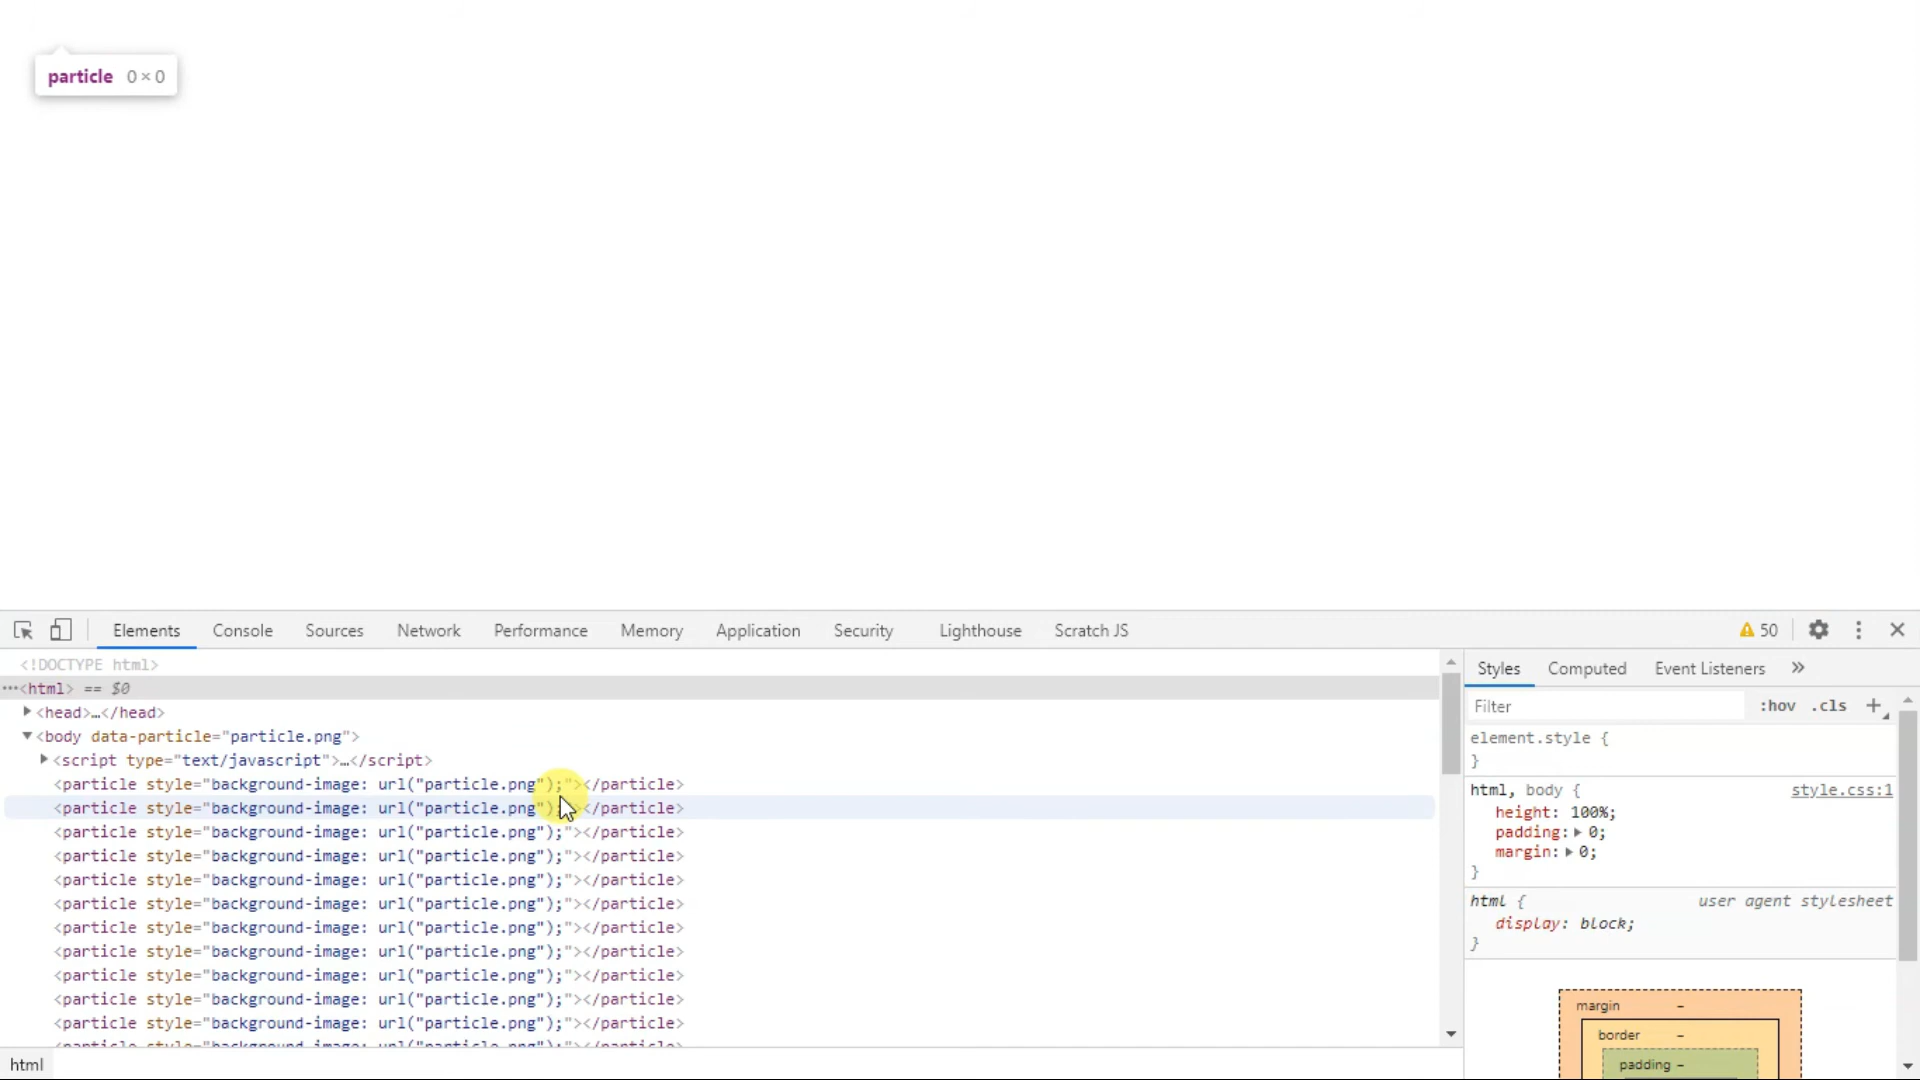 particle 0 × 0
Elements Console Sources Network Performance Memory Application Security Lighthouse Scratch JS 50
<!DOCTYPE html>
···<html> == $0
<head>…</head>
<body data-particle="particle.png">
<script type="text/javascript">…</script>
<particle style="background-image: url("particle.png");"></particle>
<particle style="background-image: url("particle.png");"></particle>
<particle style="background-image: url("particle.png");"></particle>
<particle style="background-image: url("particle.png");"></particle>
<particle style="background-image: url("particle.png");"></particle>
<particle style="background-image: url("particle.png");"></particle>
<particle style="background-image: url("particle.png");"></particle>
<particle style="background-image: url("particle.png");"></particle>
<particle style="background-image: url("particle.png");"></particle>
<particle style="background-image: url("particle.png");"></particle>
<particle style="background-image: url("particle.png");"></particle>
html
Styles Computed Event Listeners »
Filter :hov .cls +
element.style {
}
html, body { style.css:1
height: 100%;
padding: 0;
margin: 0;
}
html { user agent stylesheet
display: block;
}
margin –
border –
padding –